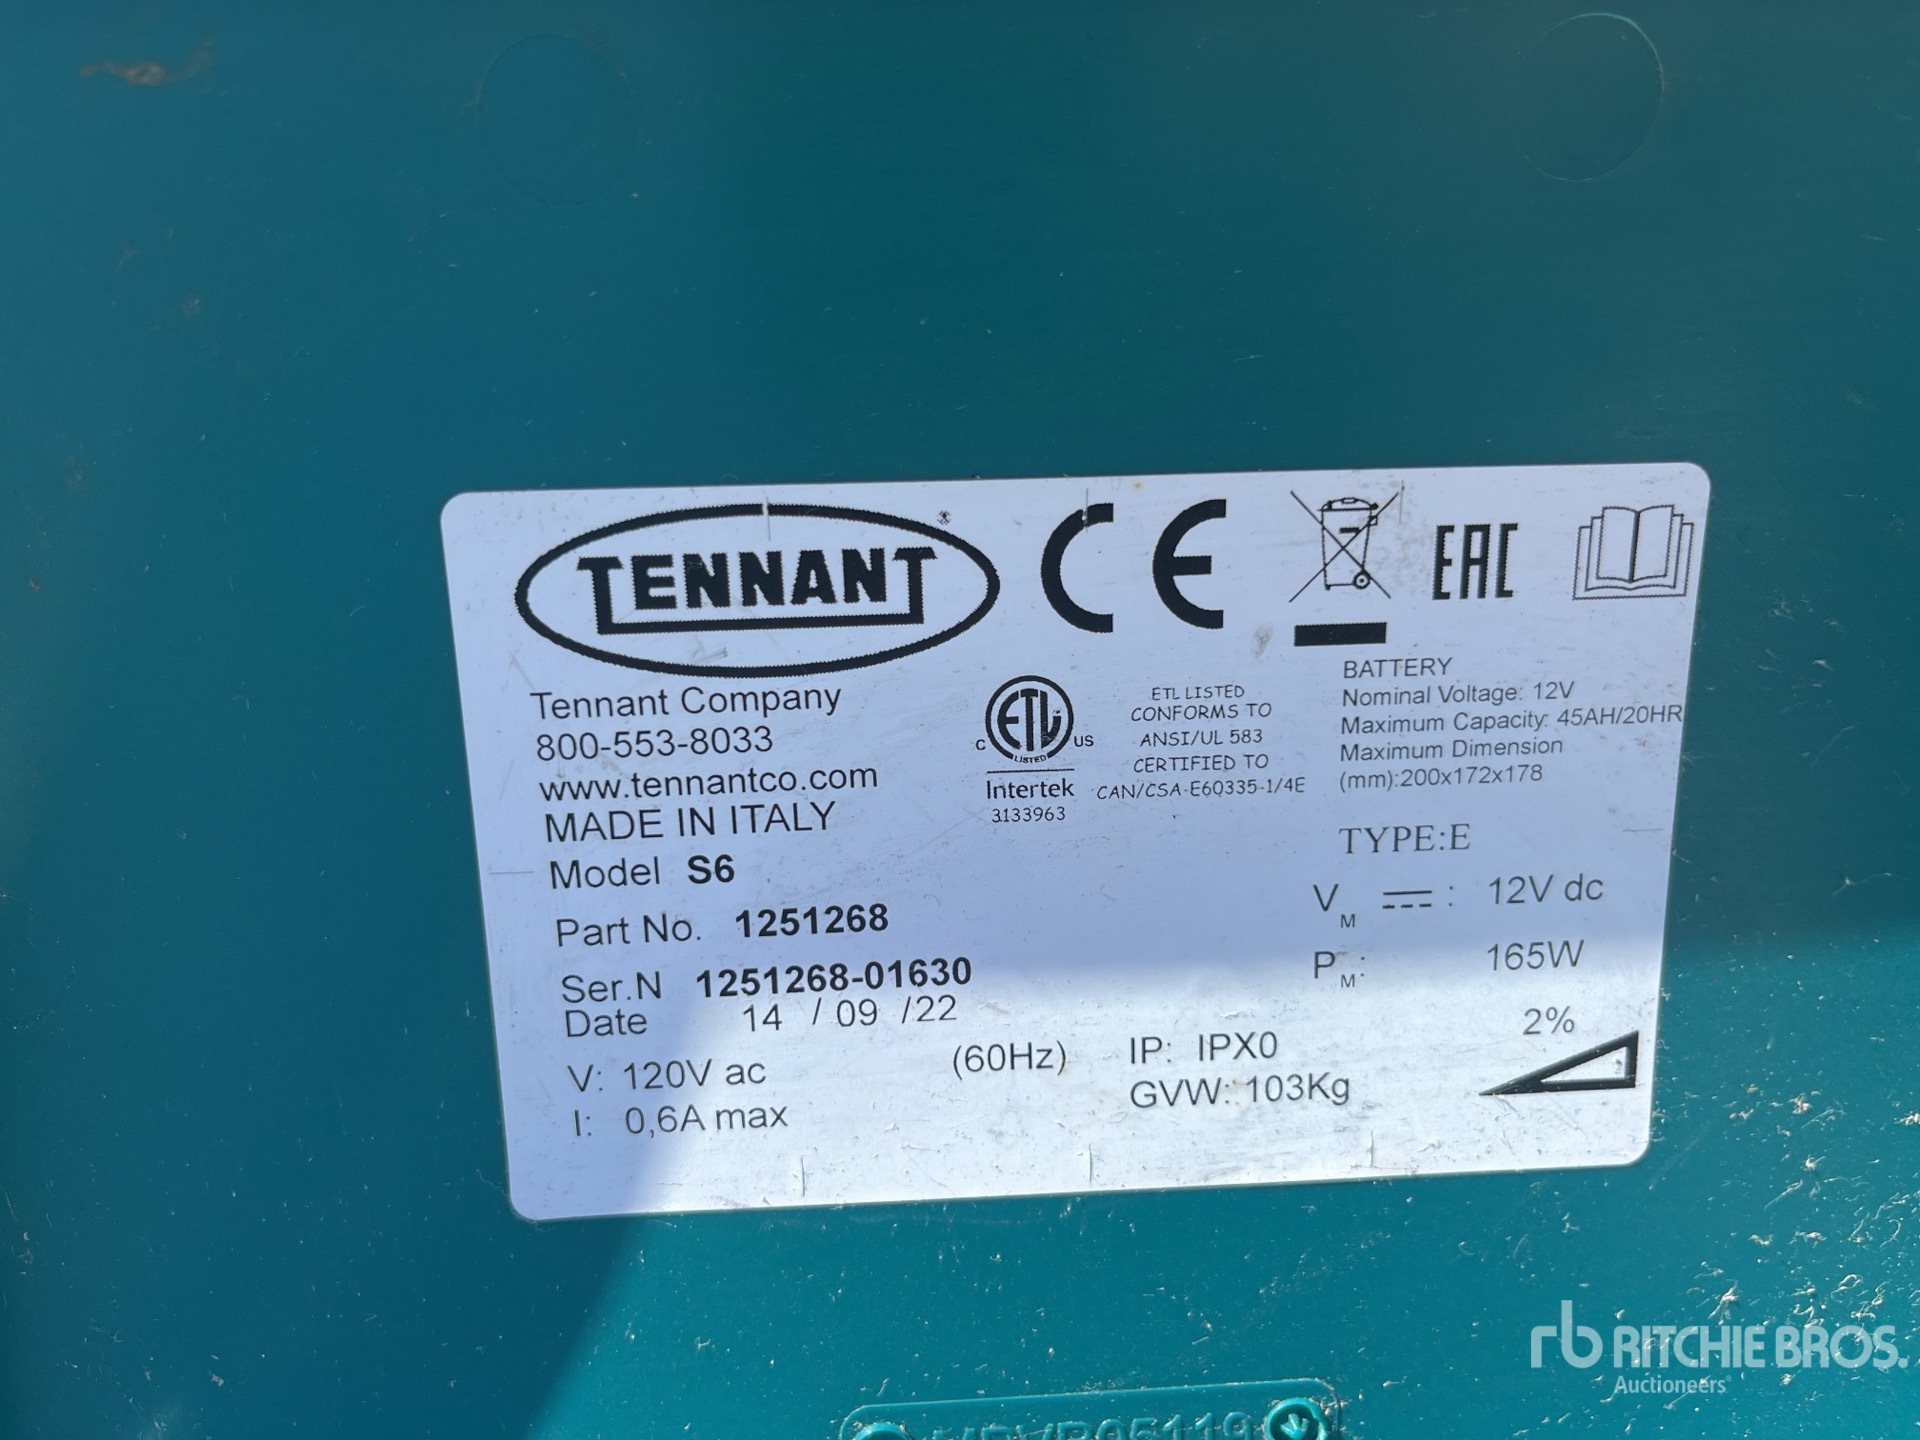 TENNANT®
CE
EAC
Tennant Company
800-553-8033
www.tennantco.com
MADE IN ITALY
Model S6
Part No. 1251268
Ser.N 1251268-01630
Date 14 / 09 /22
V: 120V ac (60Hz)
I: 0,6A max
C ETL US
LISTED
Intertek
3133963
ETL LISTED
CONFORMS TO
ANSI/UL 583
CERTIFIED TO
CAN/CSA-E60335-1/4E
BATTERY
Nominal Voltage: 12V
Maximum Capacity: 45AH/20HR
Maximum Dimension
(mm):200x172x178
TYPE:E
VM : 12V dc
PM: 165W
2%
IP: IPX0
GVW: 103Kg
rb RITCHIE BROS.
Auctioneers